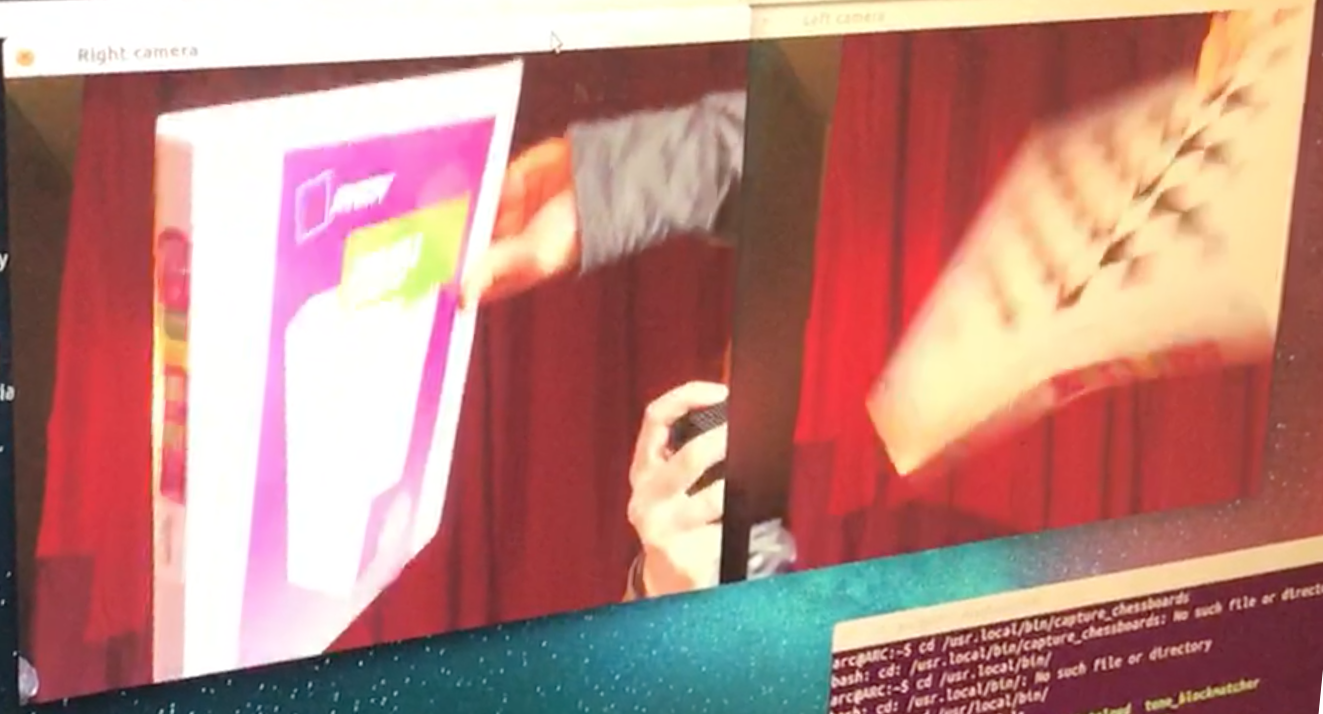 Right camera
Left camera
AVERY
y
ia
arc@ARC:~$ cd /usr.local/bin/capture_chessboards
bash: cd: /usr.local/bin/capture_chessboards: No such file or directo
arc@ARC:~$ cd /usr.local/bin/
bash: cd: /usr.local/bin/: No such file or directory
cd /usr/local/bin/
tune_blockmatcher